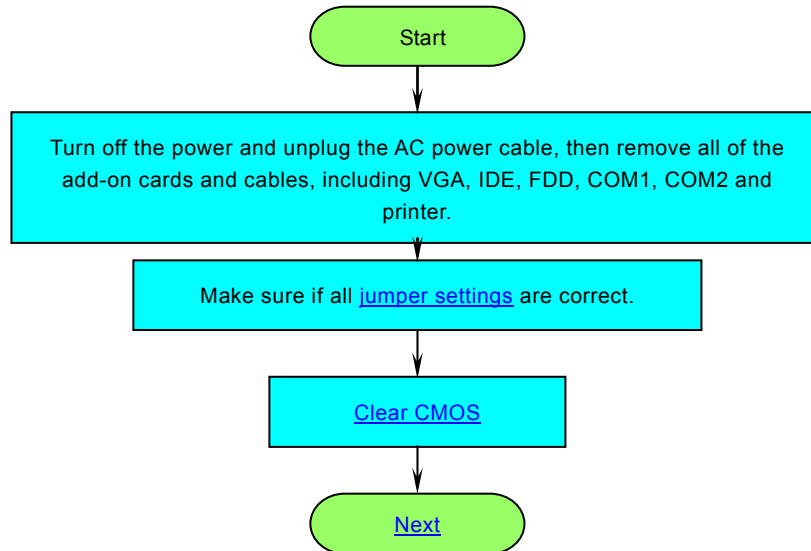 Start
Turn off the power and unplug the AC power cable, then remove all of the
add-on cards and cables, including VGA, IDE, FDD, COM1, COM2 and
printer.
Make sure if all jumper settings are correct.
Clear CMOS
Next